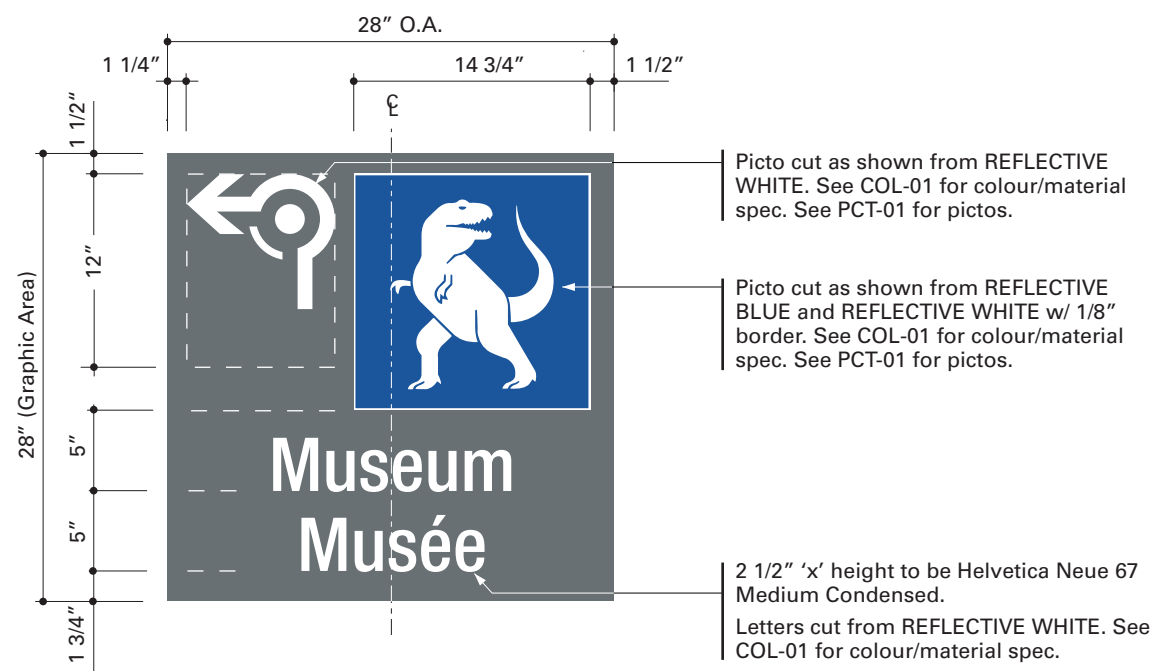 28” O.A.
1 1/4”
14 3/4”
1 1/2”
℄
1 1/2”
12”
28” (Graphic Area)
5”
5”
1 3/4”
Picto cut as shown from REFLECTIVE
WHITE. See COL-01 for colour/material
spec. See PCT-01 for pictos.
Picto cut as shown from REFLECTIVE
BLUE and REFLECTIVE WHITE w/ 1/8”
border. See COL-01 for colour/material
spec. See PCT-01 for pictos.
Museum
Musée
2 1/2” ‘x’ height to be Helvetica Neue 67
Medium Condensed.
Letters cut from REFLECTIVE WHITE. See
COL-01 for colour/material spec.